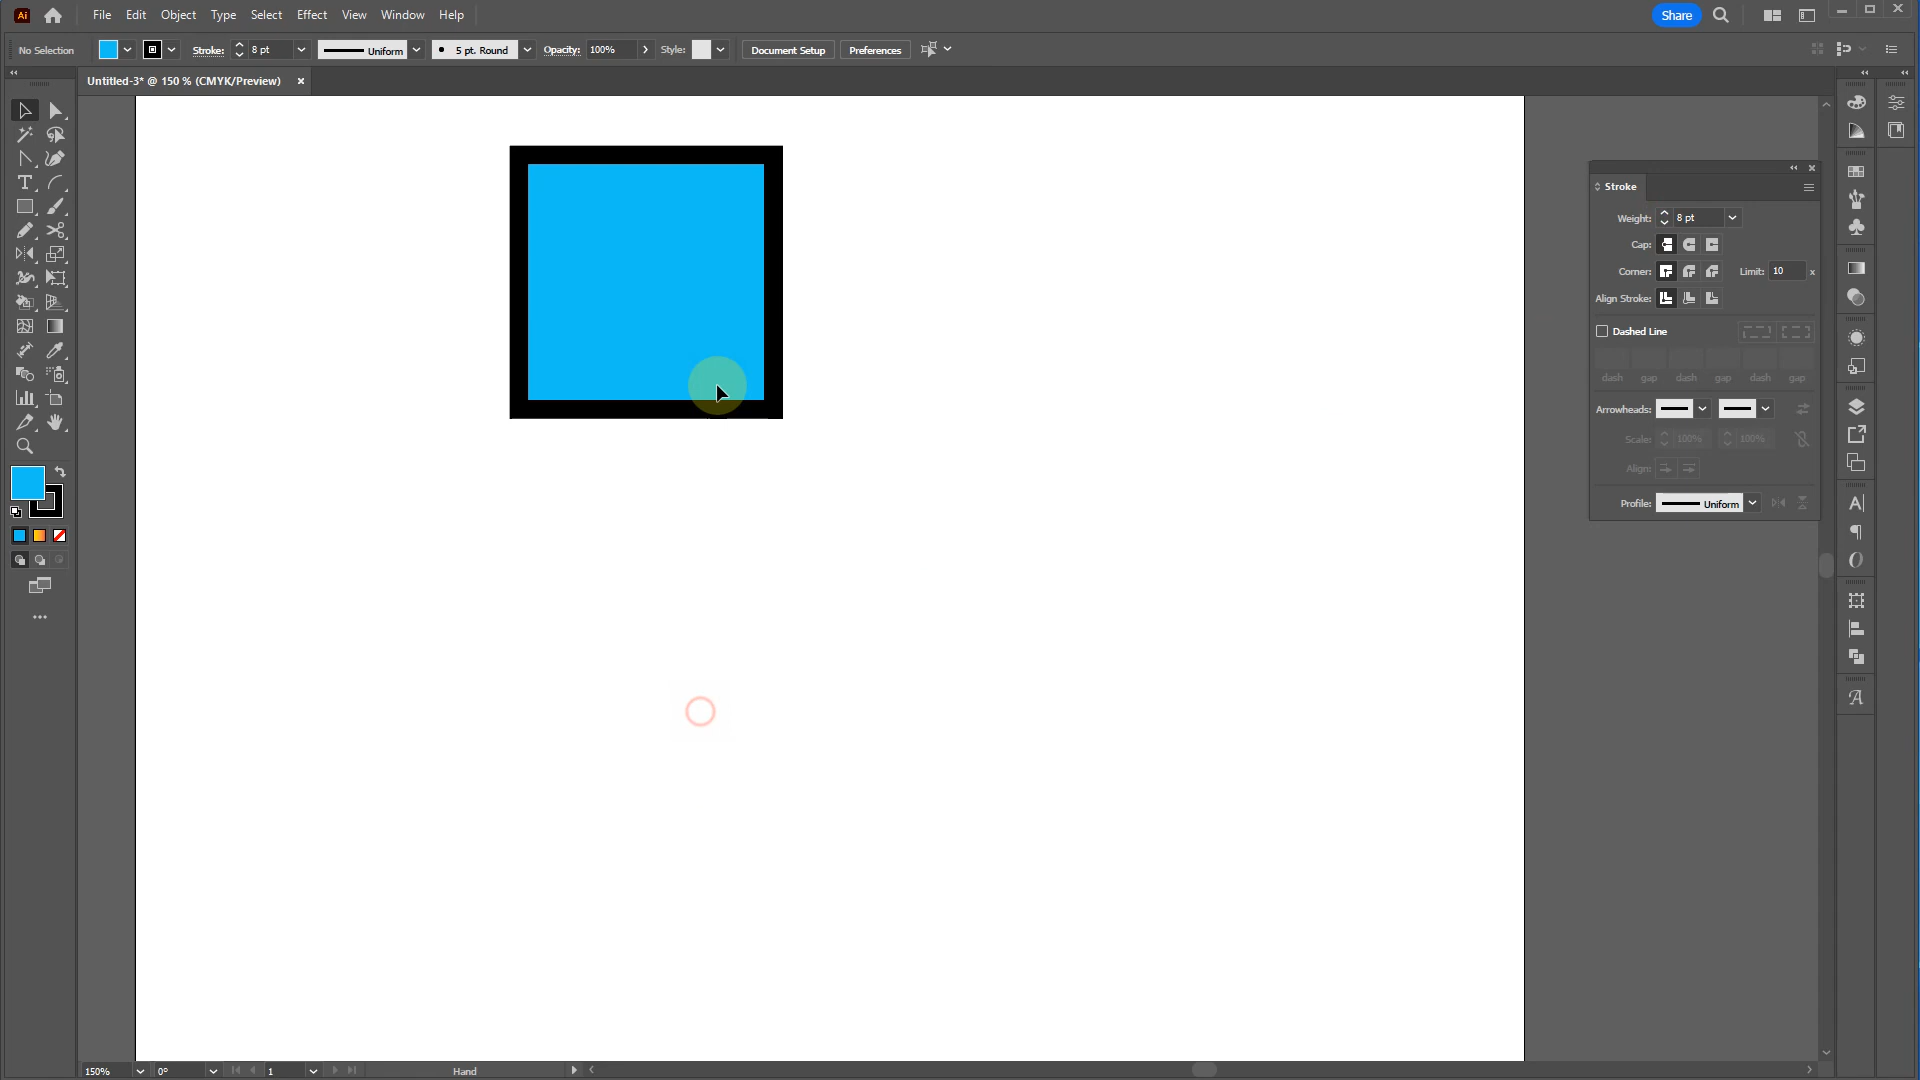 Ai File Edit Object Type Select Effect View Window Help Share
No Selection Stroke: 8 pt Uniform 5 pt. Round Opacity: 100% Style: Document Setup Preferences
Untitled-3* @ 150 % (CMYK/Preview) ×
Stroke
Weight: 8 pt
Cap:
Corner: Limit: 10 x
Align Stroke:
Dashed Line
dash gap dash gap dash gap
Arrowheads:
Scale: 100% 100%
Align:
Profile: Uniform
150% 0° 1 Hand